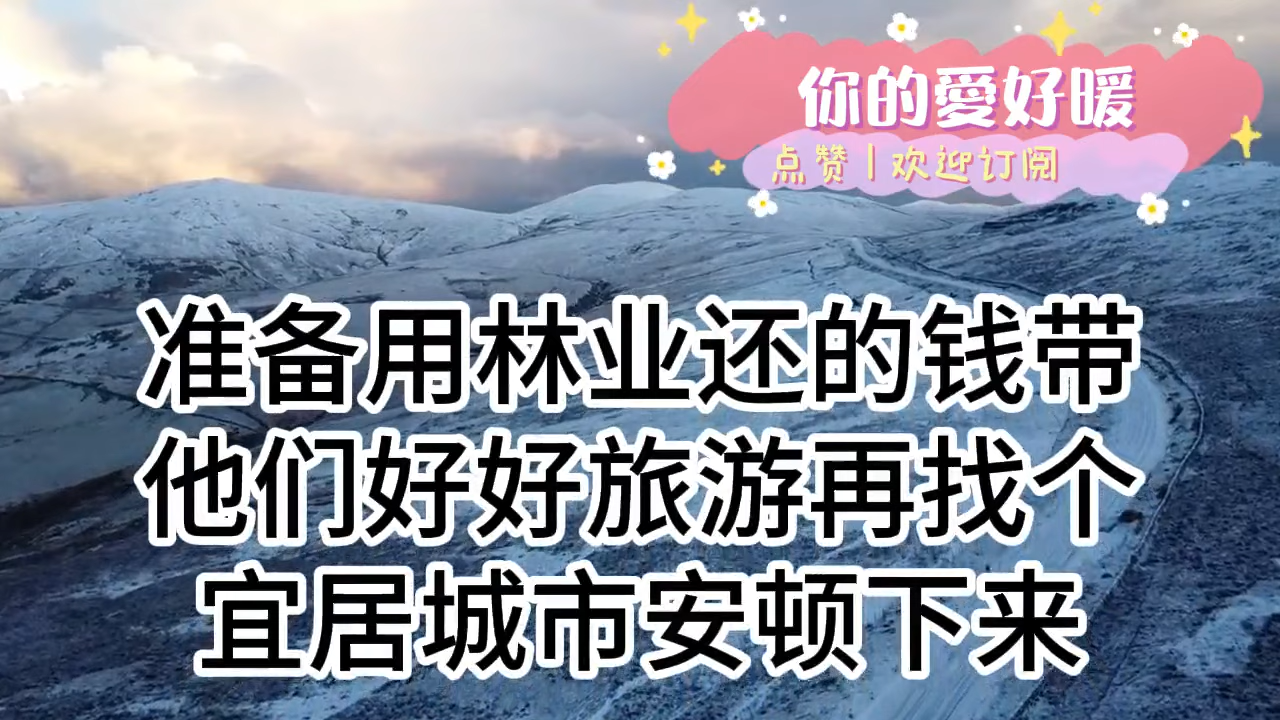 你的愛好暖
点赞 | 欢迎订阅
准备用林业还的钱带
他们好好旅游再找个
宜居城市安顿下来